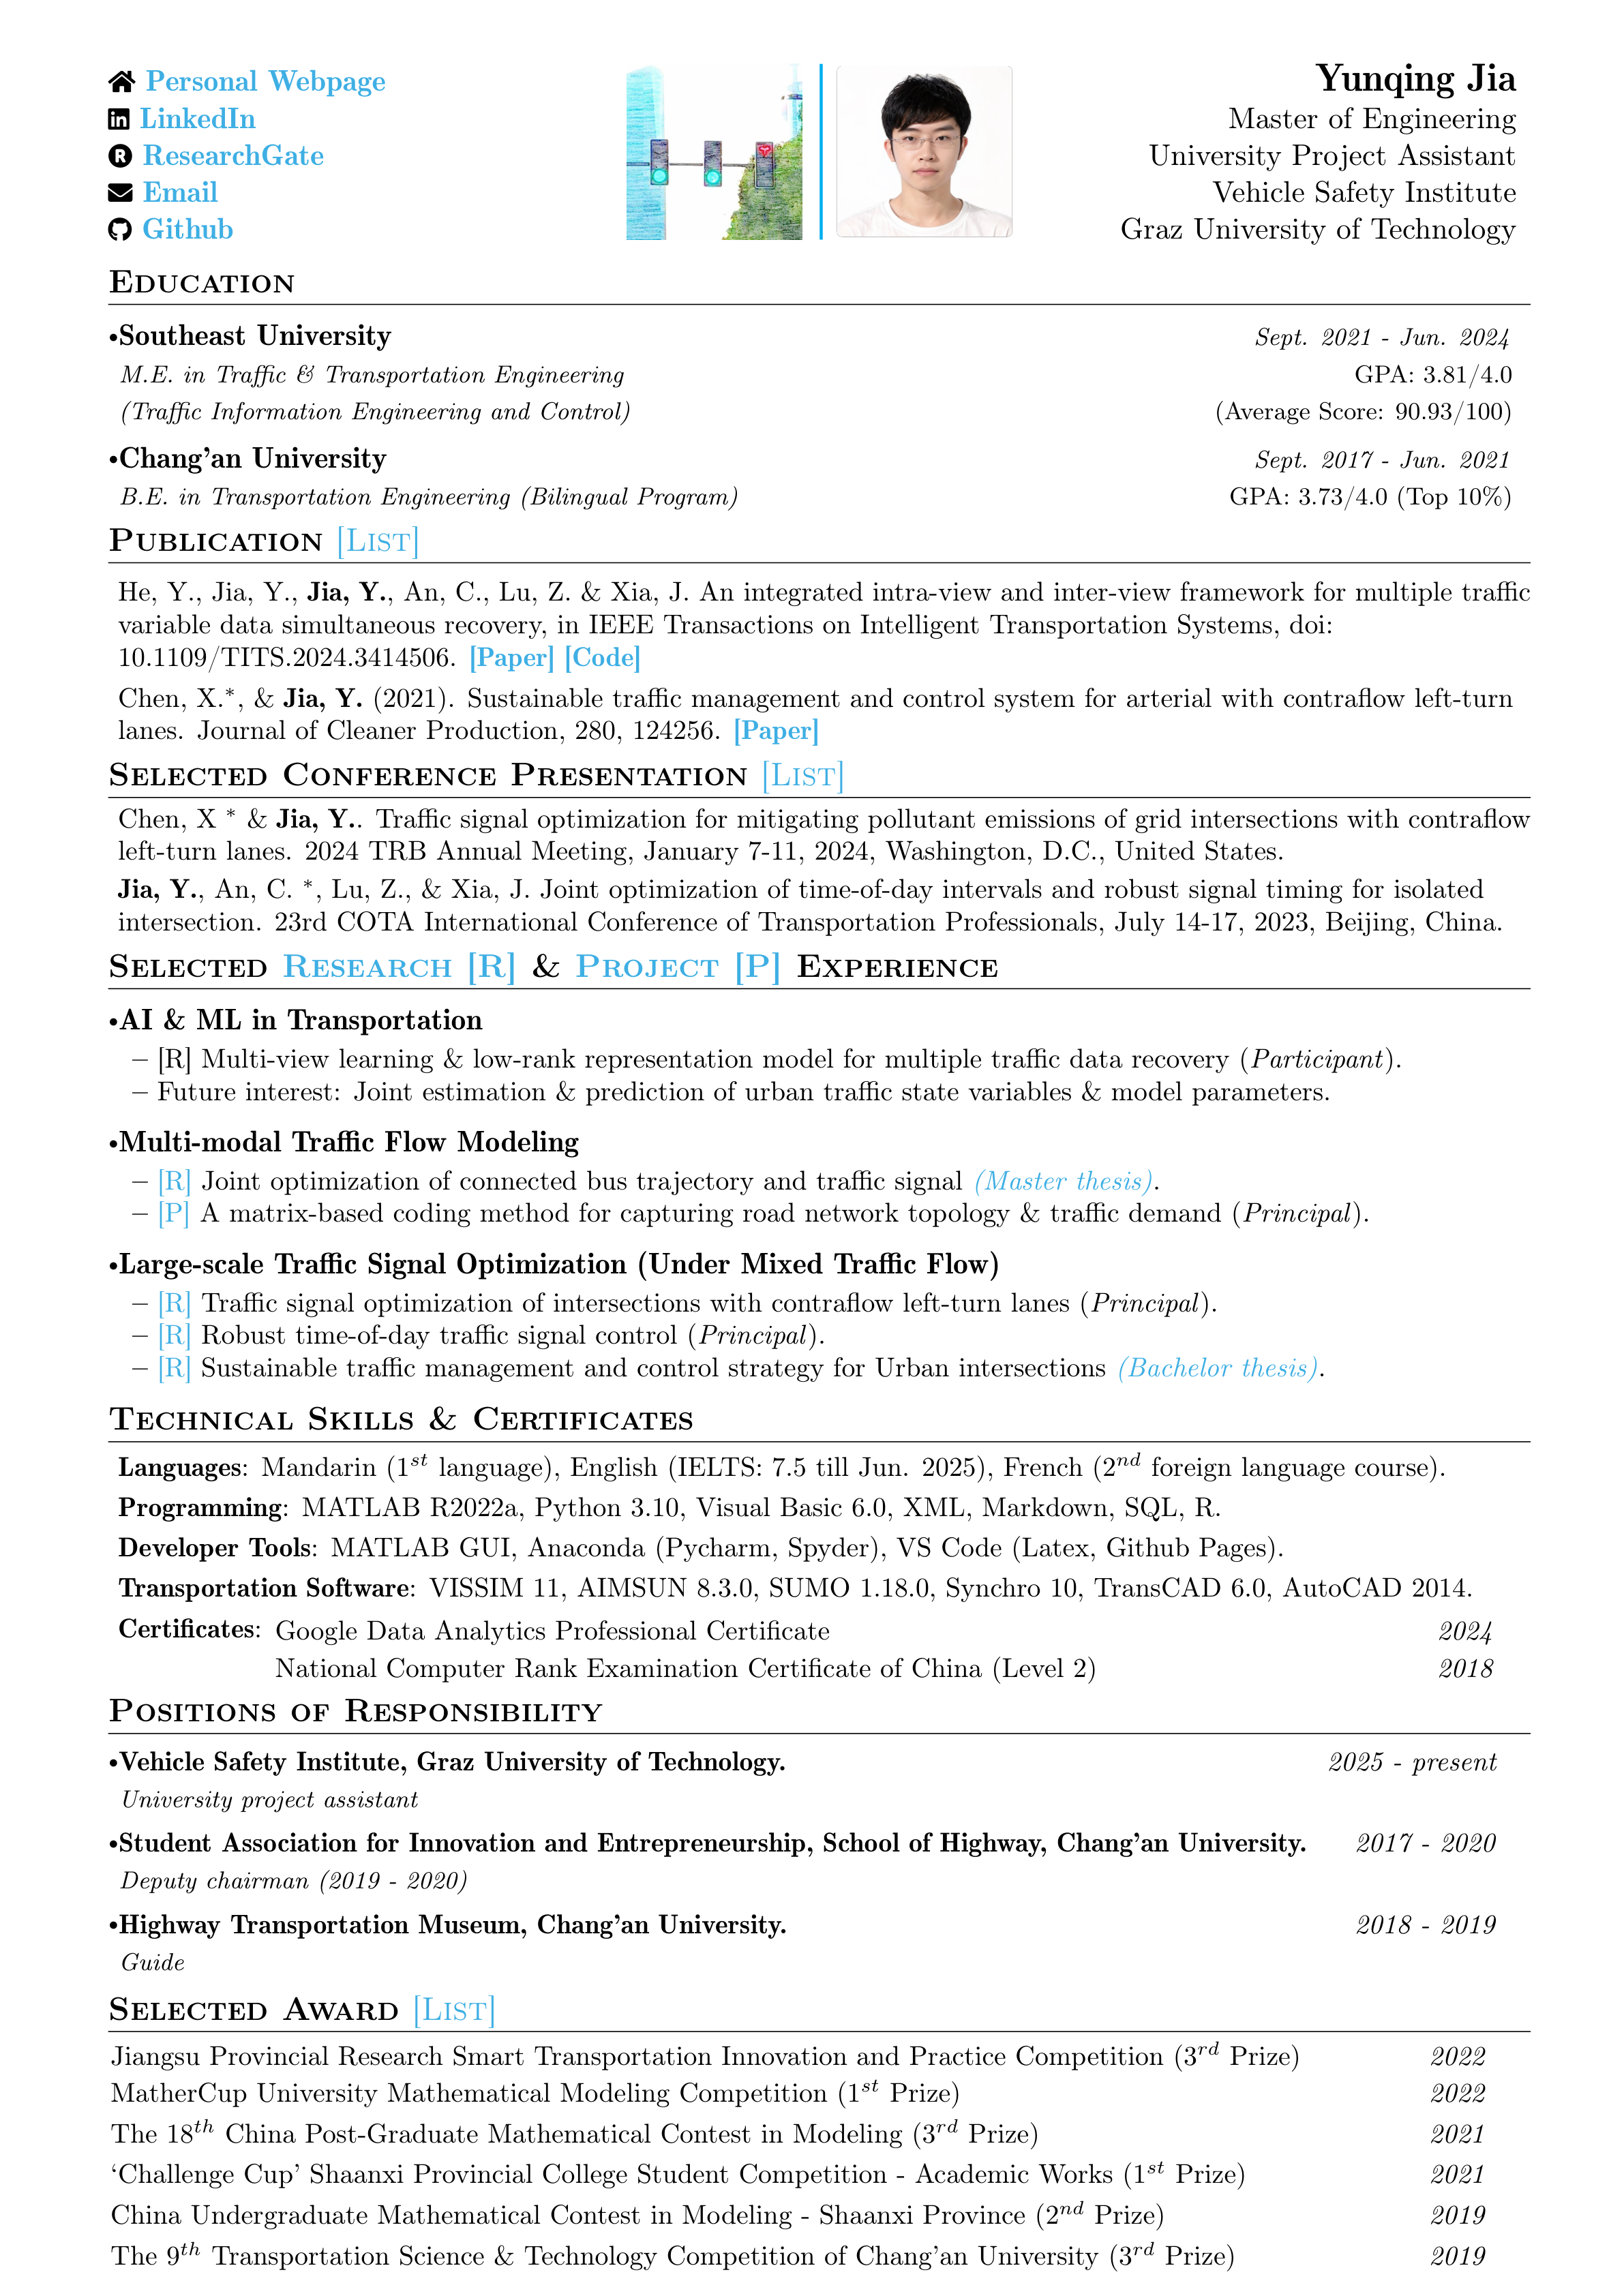 Personal Webpage
LinkedIn
ResearchGate
Email
Github
Yunqing Jia
Master of Engineering
University Project Assistant
Vehicle Safety Institute
Graz University of Technology
Education
•Southeast University Sept. 2021 - Jun. 2024
M.E. in Traffic & Transportation Engineering GPA: 3.81/4.0
(Traffic Information Engineering and Control) (Average Score: 90.93/100)
•Chang'an University Sept. 2017 - Jun. 2021
B.E. in Transportation Engineering (Bilingual Program) GPA: 3.73/4.0 (Top 10%)
Publication [List]
He, Y., Jia, Y., Jia, Y., An, C., Lu, Z. & Xia, J. An integrated intra-view and inter-view framework for multiple traffic
variable data simultaneous recovery, in IEEE Transactions on Intelligent Transportation Systems, doi:
10.1109/TITS.2024.3414506. [Paper] [Code]
Chen, X.*, & Jia, Y. (2021). Sustainable traffic management and control system for arterial with contraflow left-turn
lanes. Journal of Cleaner Production, 280, 124256. [Paper]
Selected Conference Presentation [List]
Chen, X * & Jia, Y.. Traffic signal optimization for mitigating pollutant emissions of grid intersections with contraflow
left-turn lanes. 2024 TRB Annual Meeting, January 7-11, 2024, Washington, D.C., United States.
Jia, Y., An, C. *, Lu, Z., & Xia, J. Joint optimization of time-of-day intervals and robust signal timing for isolated
intersection. 23rd COTA International Conference of Transportation Professionals, July 14-17, 2023, Beijing, China.
Selected Research [R] & Project [P] Experience
•AI & ML in Transportation
– [R] Multi-view learning & low-rank representation model for multiple traffic data recovery (Participant).
– Future interest: Joint estimation & prediction of urban traffic state variables & model parameters.
•Multi-modal Traffic Flow Modeling
– [R] Joint optimization of connected bus trajectory and traffic signal (Master thesis).
– [P] A matrix-based coding method for capturing road network topology & traffic demand (Principal).
•Large-scale Traffic Signal Optimization (Under Mixed Traffic Flow)
– [R] Traffic signal optimization of intersections with contraflow left-turn lanes (Principal).
– [R] Robust time-of-day traffic signal control (Principal).
– [R] Sustainable traffic management and control strategy for Urban intersections (Bachelor thesis).
Technical Skills & Certificates
Languages: Mandarin (1st language), English (IELTS: 7.5 till Jun. 2025), French (2nd foreign language course).
Programming: MATLAB R2022a, Python 3.10, Visual Basic 6.0, XML, Markdown, SQL, R.
Developer Tools: MATLAB GUI, Anaconda (Pycharm, Spyder), VS Code (Latex, Github Pages).
Transportation Software: VISSIM 11, AIMSUN 8.3.0, SUMO 1.18.0, Synchro 10, TransCAD 6.0, AutoCAD 2014.
Certificates: Google Data Analytics Professional Certificate 2024
National Computer Rank Examination Certificate of China (Level 2) 2018
Positions of Responsibility
•Vehicle Safety Institute, Graz University of Technology. 2025 - present
University project assistant
•Student Association for Innovation and Entrepreneurship, School of Highway, Chang'an University. 2017 - 2020
Deputy chairman (2019 - 2020)
•Highway Transportation Museum, Chang'an University. 2018 - 2019
Guide
Selected Award [List]
Jiangsu Provincial Research Smart Transportation Innovation and Practice Competition (3rd Prize) 2022
MatherCup University Mathematical Modeling Competition (1st Prize) 2022
The 18th China Post-Graduate Mathematical Contest in Modeling (3rd Prize) 2021
‘Challenge Cup’ Shaanxi Provincial College Student Competition - Academic Works (1st Prize) 2021
China Undergraduate Mathematical Contest in Modeling - Shaanxi Province (2nd Prize) 2019
The 9th Transportation Science & Technology Competition of Chang'an University (3rd Prize) 2019